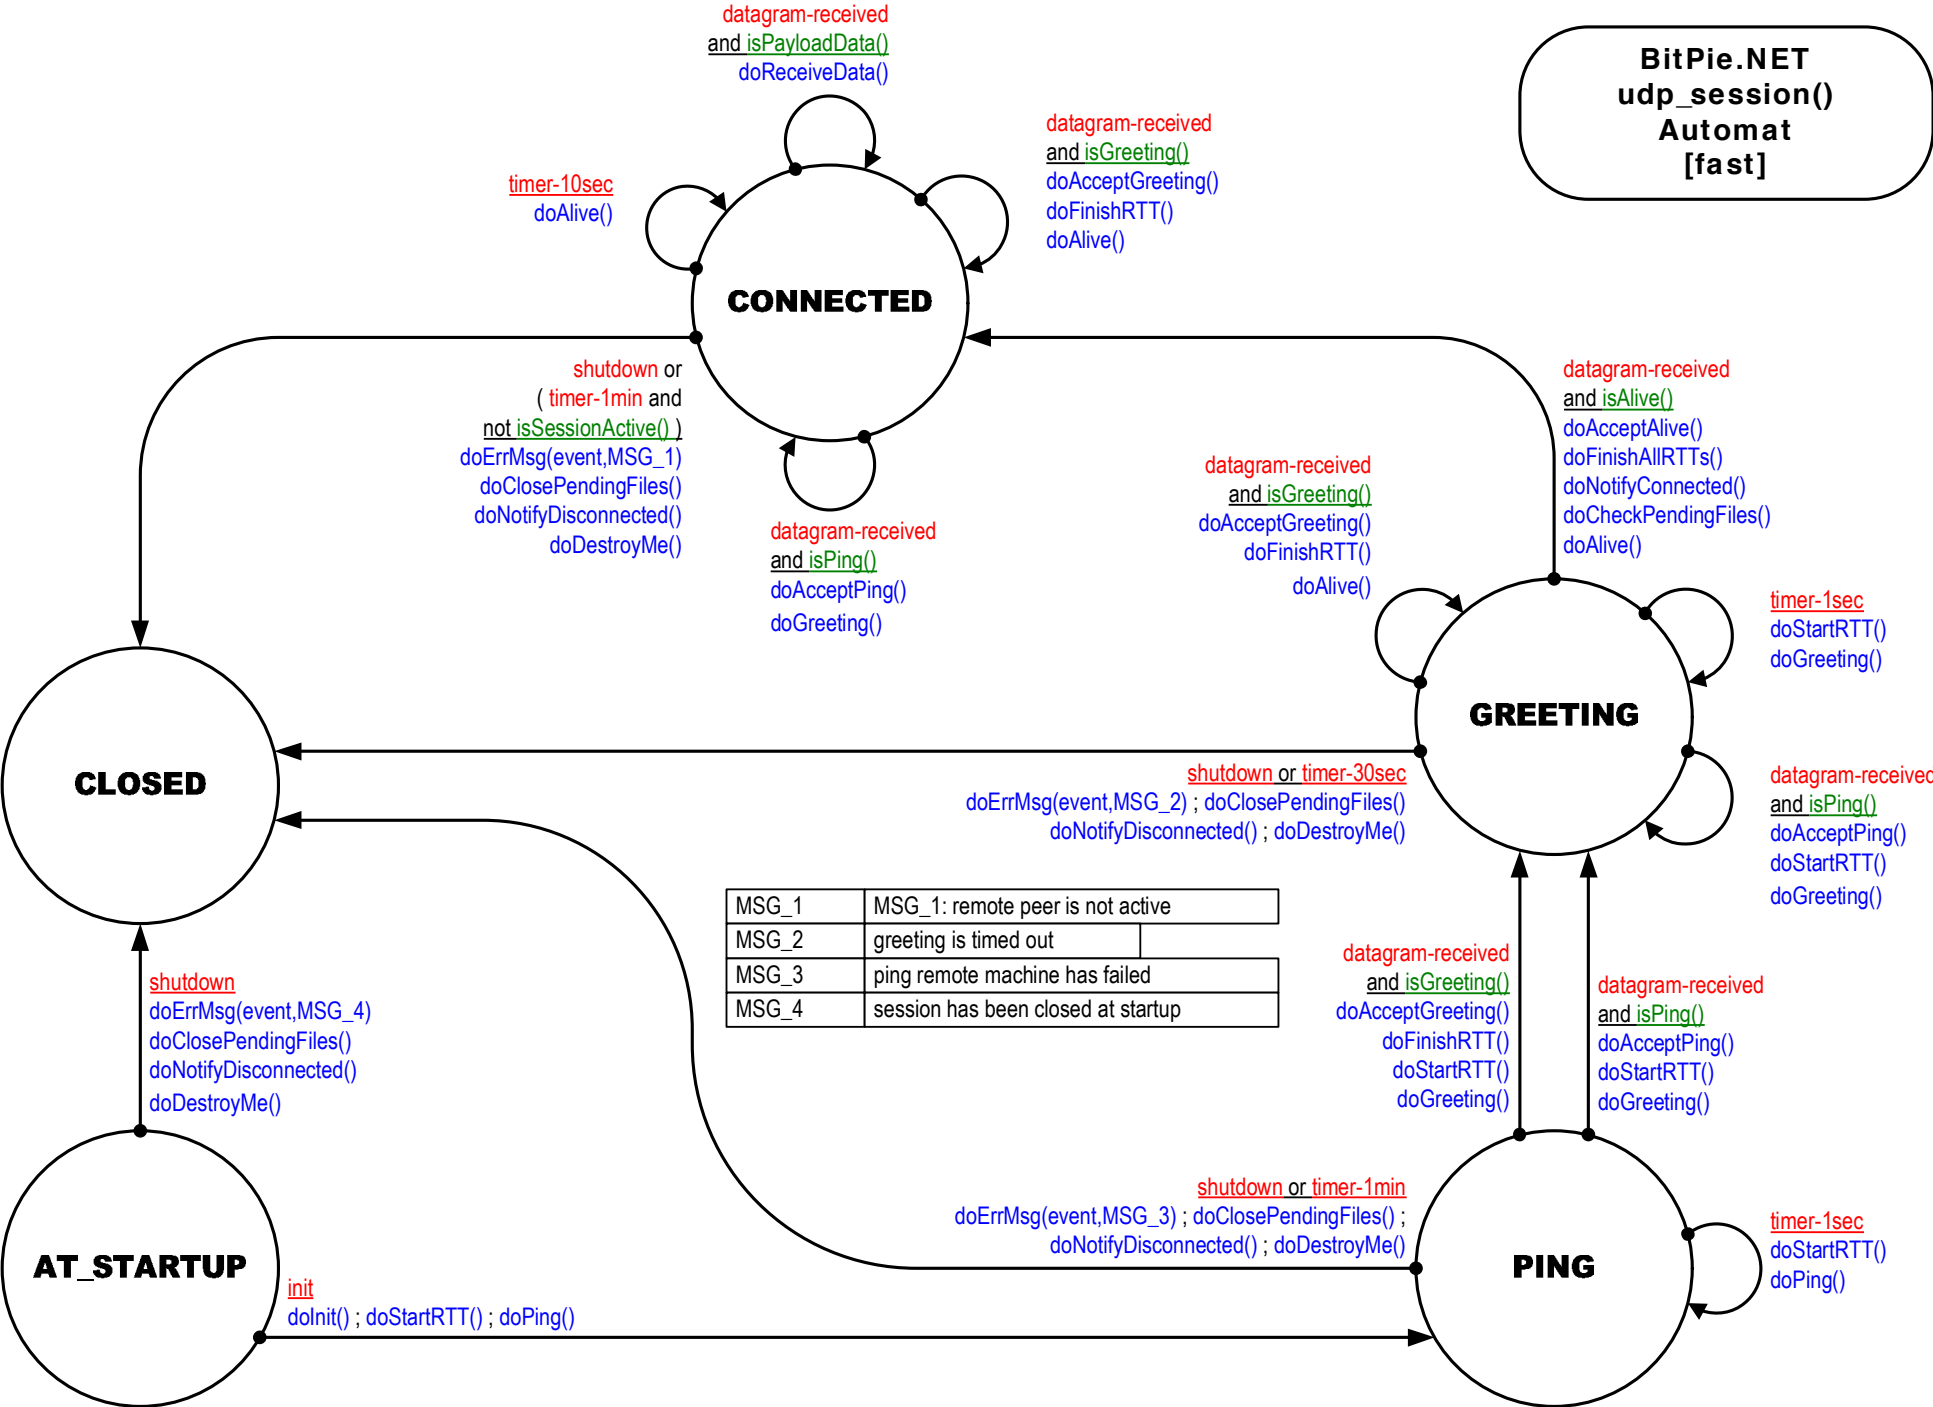 datagram-received
and isPayloadData()
doReceiveData()
BitPie.NET
udp_session()
Automat
[fast]
datagram-received
and isGreeting()
doAcceptGreeting()
doFinishRTT()
doAlive()
timer-10sec
doAlive()
CONNECTED
shutdown or
( timer-1min and
not isSessionActive() )
doErrMsg(event,MSG_1)
doClosePendingFiles()
doNotifyDisconnected()
doDestroyMe()
datagram-received
and isPing()
doAcceptPing()
doGreeting()
datagram-received
and isAlive()
doAcceptAlive()
doFinishAllRTTs()
doNotifyConnected()
doCheckPendingFiles()
doAlive()
datagram-received
and isGreeting()
doAcceptGreeting()
doFinishRTT()
doAlive()
timer-1sec
doStartRTT()
doGreeting()
GREETING
CLOSED
shutdown or timer-30sec
doErrMsg(event,MSG_2) ; doClosePendingFiles()
doNotifyDisconnected() ; doDestroyMe()
datagram-received
and isPing()
doAcceptPing()
doStartRTT()
doGreeting()
MSG_1 MSG_1: remote peer is not active
MSG_2 greeting is timed out
MSG_3 ping remote machine has failed
MSG_4 session has been closed at startup
shutdown
doErrMsg(event,MSG_4)
doClosePendingFiles()
doNotifyDisconnected()
doDestroyMe()
datagram-received
and isGreeting()
doAcceptGreeting()
doFinishRTT()
doStartRTT()
doGreeting()
datagram-received
and isPing()
doAcceptPing()
doStartRTT()
doGreeting()
shutdown or timer-1min
doErrMsg(event,MSG_3) ; doClosePendingFiles() ;
doNotifyDisconnected() ; doDestroyMe()
AT_STARTUP
init
doInit() ; doStartRTT() ; doPing()
PING
timer-1sec
doStartRTT()
doPing()